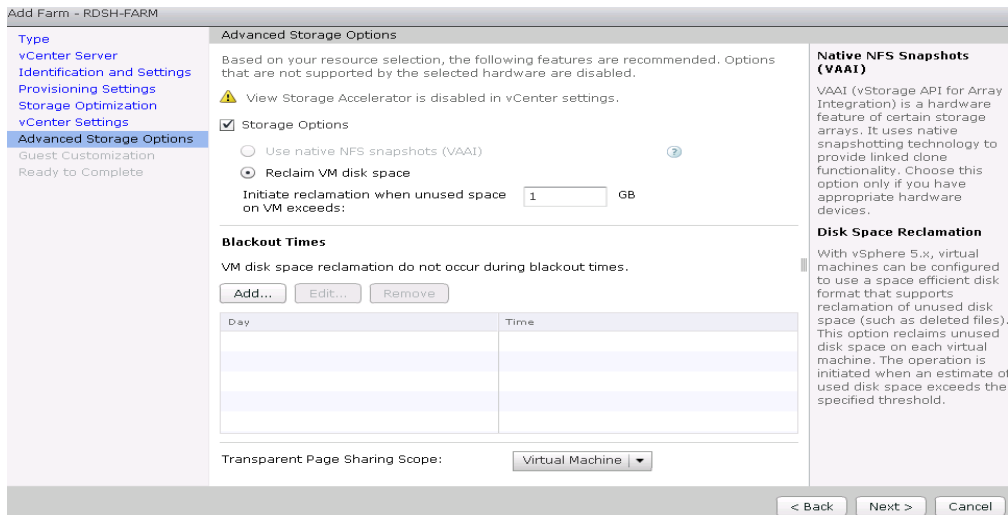 Add Farm - RDSH-FARM
Type
vCenter Server
Identification and Settings
Provisioning Settings
Storage Optimization
vCenter Settings
Advanced Storage Options
Guest Customization
Ready to Complete
Advanced Storage Options
Based on your resource selection, the following features are recommended. Options
that are not supported by the selected hardware are disabled.
View Storage Accelerator is disabled in vCenter settings.
Storage Options
Use native NFS snapshots (VAAI)
?
Reclaim VM disk space
Initiate reclamation when unused space
on VM exceeds:
1 GB
Blackout Times
VM disk space reclamation do not occur during blackout times.
Add... Edit... Remove
Day Time
Transparent Page Sharing Scope: Virtual Machine
Native NFS Snapshots
(VAAI)
VAAI (vStorage API for Array
Integration) is a hardware
feature of certain storage
arrays. It uses native
snapshotting technology to
provide linked clone
functionality. Choose this
option only if you have
appropriate hardware
devices.
Disk Space Reclamation
With vSphere 5.x, virtual
machines can be configured
to use a space efficient disk
format that supports
reclamation of unused disk
space (such as deleted files).
This option reclaims unused
disk space on each virtual
machine. The operation is
initiated when an estimate of
used disk space exceeds the
specified threshold.
< Back Next > Cancel